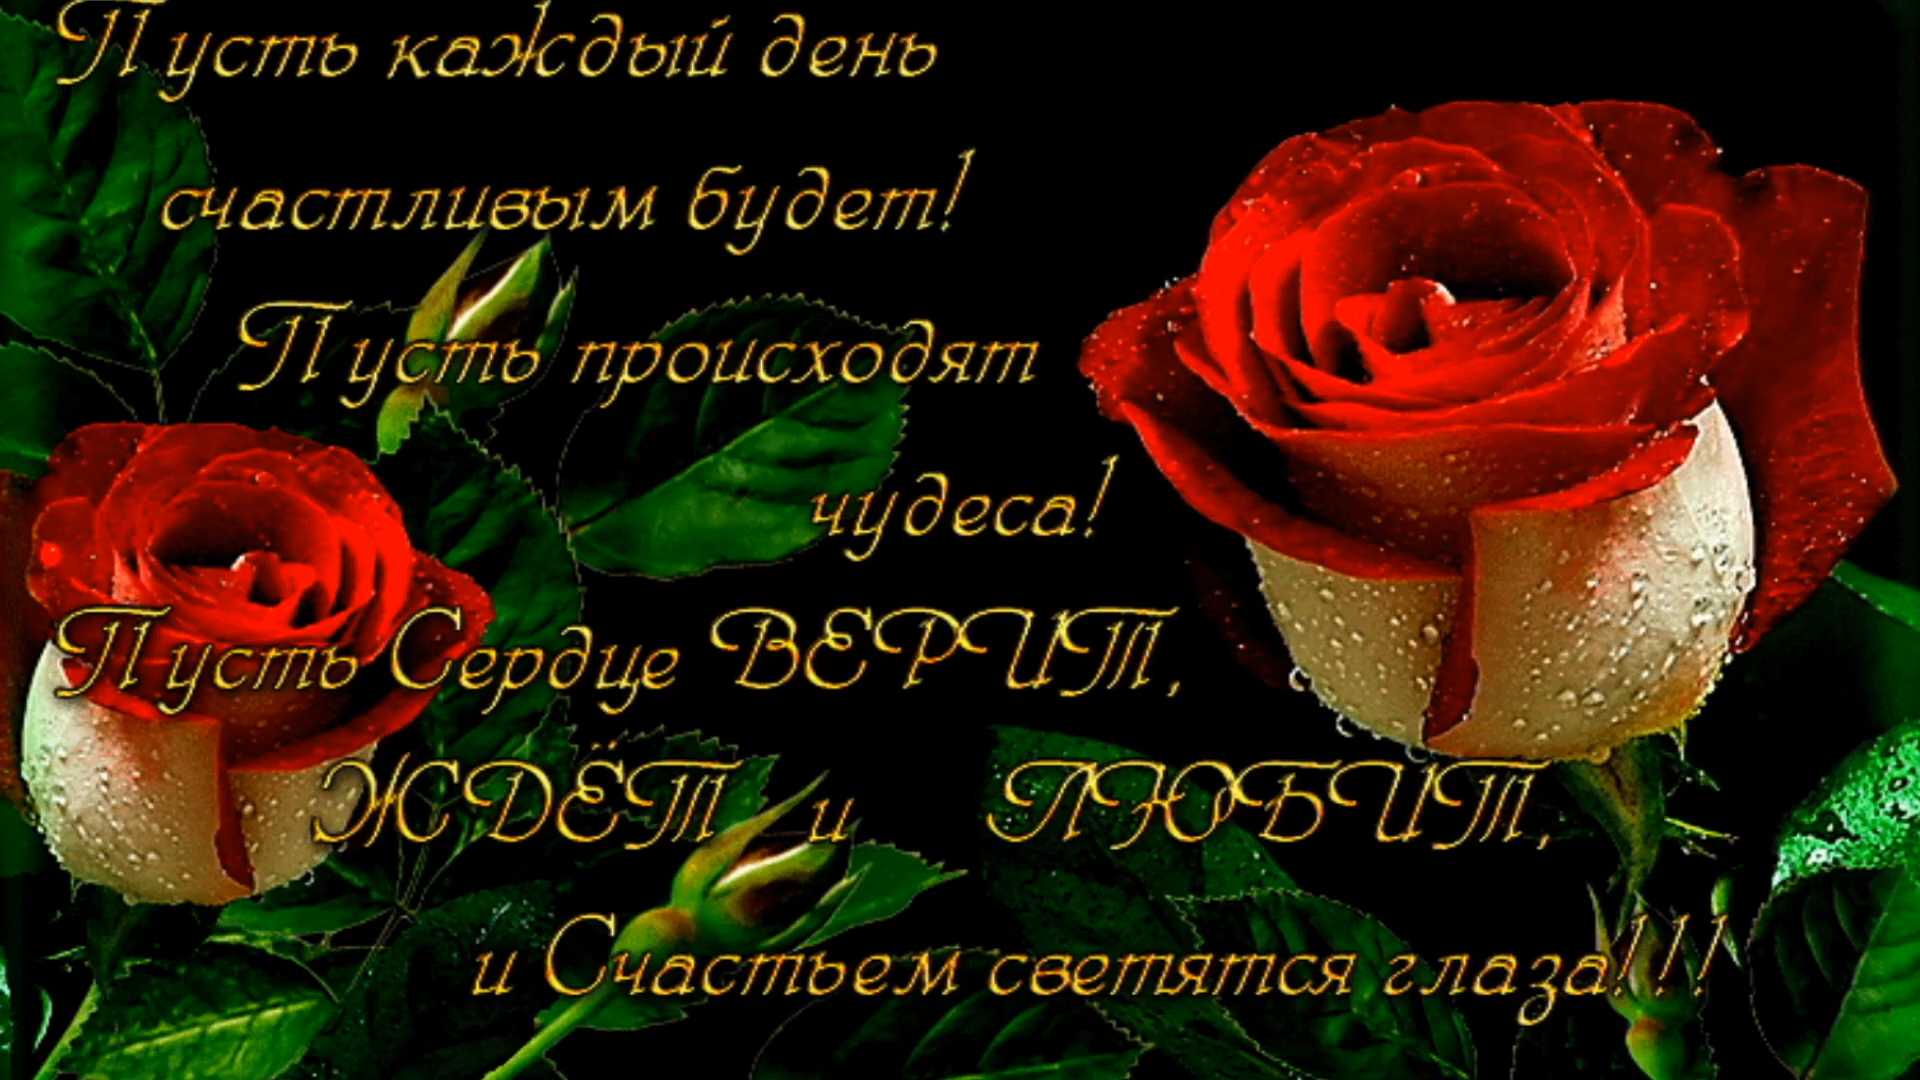 Пусть каждый день
счастливым будет!
Пусть происходят
чудеса!
Пусть Сердце ВЕРИТ,
ЖДЁТ и ЛЮБИТ,
и Счастьем светятся глаза!!!